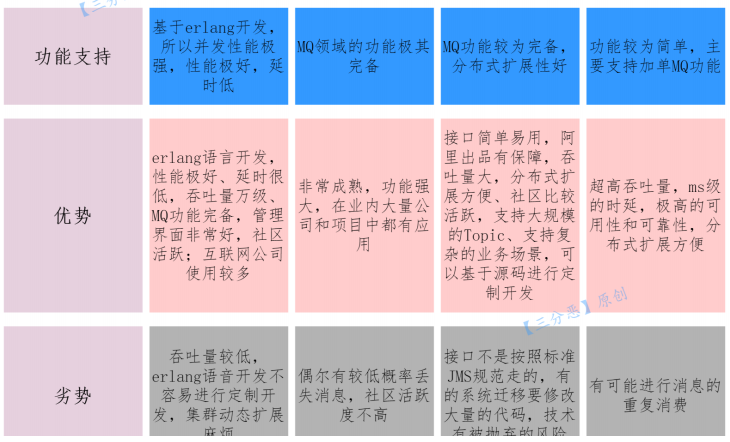 【三分恶
功能支持
基于erlang开发,
所以并发性能极
强, 性能极好, 延
时低
MQ领域的功能极其
完备
MQ功能较为完备,
分布式扩展性好
功能较为简单, 主
要支持加单MQ功能
优势
erlang语言开发,
性能极好、延时很
低, 吞吐量万级、
MQ功能完备, 管理
界面非常好, 社区
活跃; 互联网公司
使用较多
非常成熟, 功能强
大, 在业内大量公
司和项目中都有应
用
接口简单易用, 阿
里出品有保障, 吞
吐量大, 分布式扩
展方便、社区比较
活跃, 支持大规模
的Topic、支持复
杂的业务场景, 可
以基于源码进行定
制开发
超高吞吐量, ms级
的时延, 极高的可
用性和可靠性, 分
布式扩展方便
【三分恶】原创
劣势
吞吐量较低,
erlang语音开发不
容易进行定制开
发, 集群动态扩展
麻烦
偶尔有较低概率丢
失消息, 社区活跃
度不高
接口不是按照标准
JMS规范走的, 有
的系统迁移要修改
大量的代码, 技术
有被抛弃的风险
有可能进行消息的
重复消费